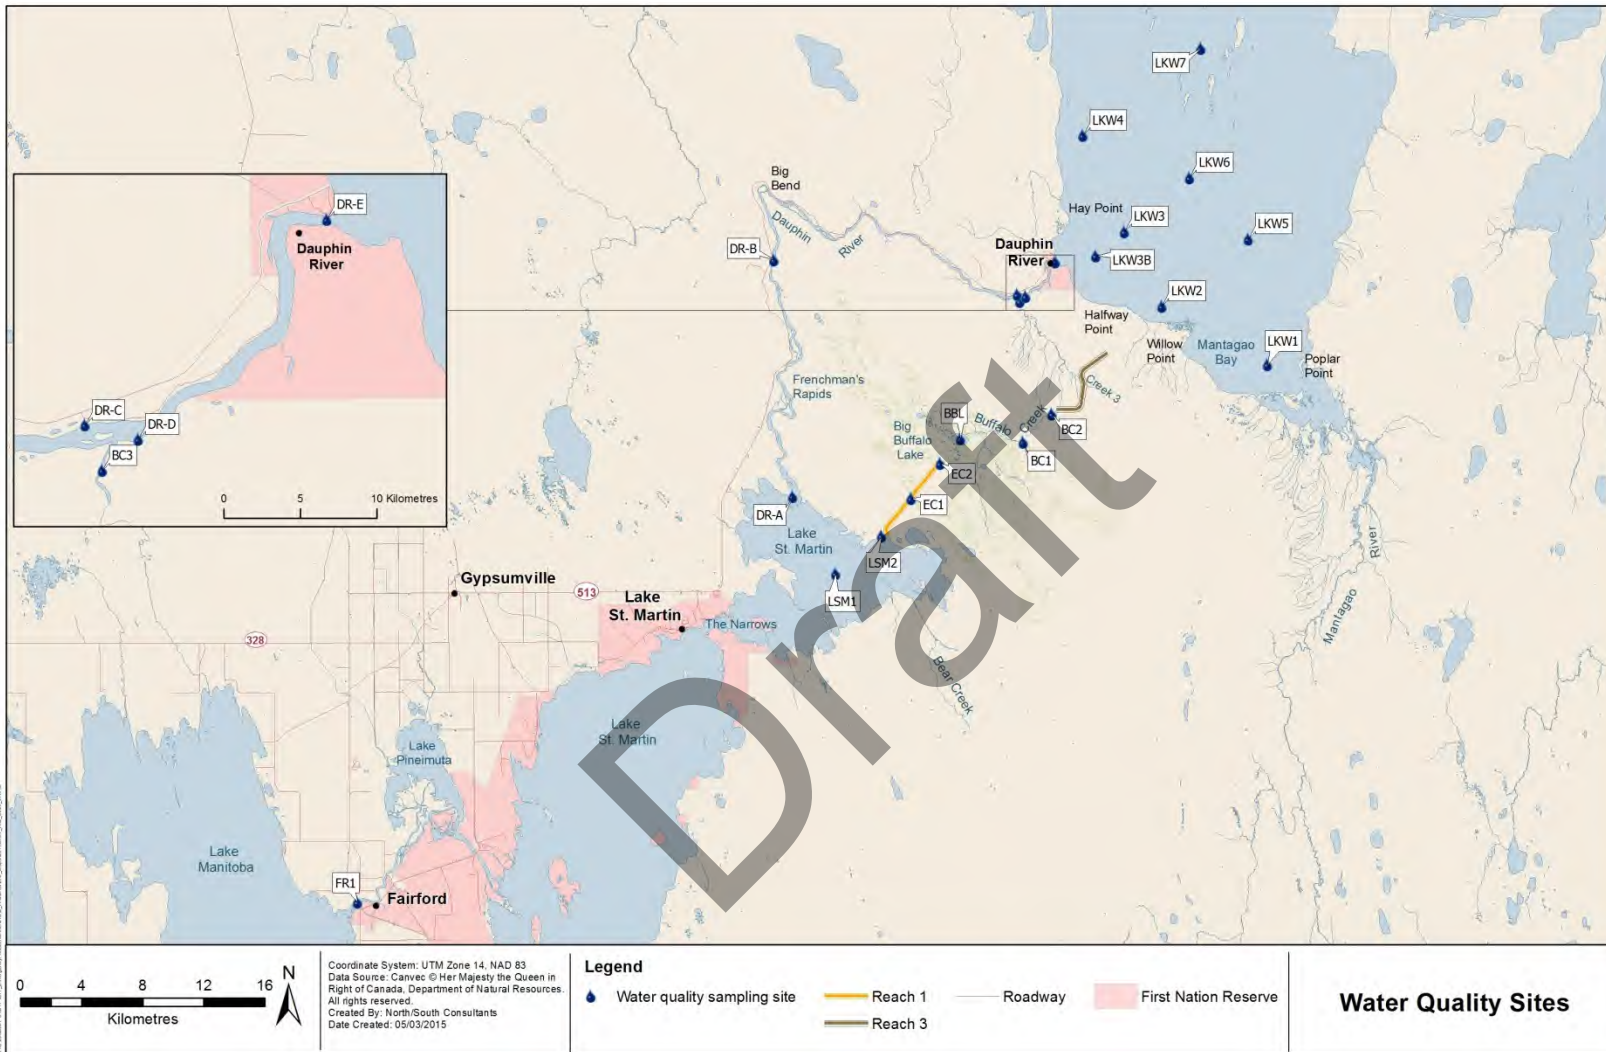 LKW7
LKW4
LKW6
Big
Bend
Hay Point
LKW3
LKW5
DR-E
Dauphin
River
Dauphin
River
DR-B
Dauphin
River
LKW3B
LKW2
Halfway
Point
Willow
Point
Mantagao
Bay
LKW1
Poplar
Point
Frenchman's
Rapids
Creek 3
DR-C
DR-D
BC3
0 5 10 Kilometres
BBL
Buffalo Creek
BC2
Big
Buffalo
Lake
BC1
EC2
EC1
DR-A
Lake
St. Martin
LSM2
LSM1
Mantagao River
Gypsumville
513
Lake
St. Martin
The Narrows
328
Bear Creek
Lake
St. Martin
Lake
Pineimuta
Lake
Manitoba
FR1
Fairford
Draft
0 4 8 12 16
Kilometres
N
Coordinate System: UTM Zone 14, NAD 83
Data Source: Canvec © Her Majesty the Queen in
Right of Canada, Department of Natural Resources.
All rights reserved.
Created By: North/South Consultants
Date Created: 05/03/2015
Legend
Water quality sampling site
Reach 1
Reach 3
Roadway
First Nation Reserve
Water Quality Sites